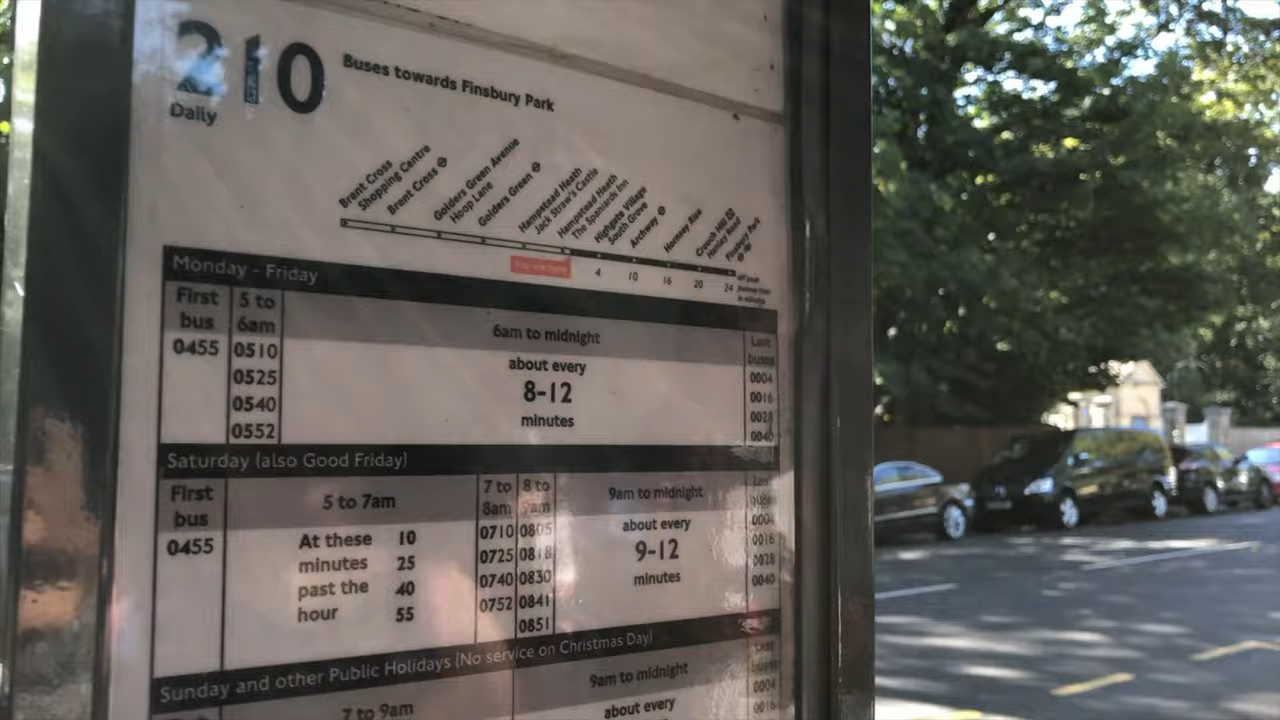 210
Daily
Buses towards Finsbury Park
Brent Cross
Shopping Centre
Brent Cross
Golders Green Avenue
Hoop Lane
Golders Green
Hampstead Heath
Jack Straw's Castle
Hampstead Heath
The Spaniards Inn
Highgate Village
South Grove
Archway
Hornsey Rise
Crouch Hill
Hanley Road
Finsbury Park
4 10 16 20 24
Monday - Friday
First
bus
0455
5 to
6am
0510
0525
0540
0552
6am to midnight
about every
8-12
minutes
Last
buses
0004
0016
0028
0040
Saturday (also Good Friday)
First
bus
0455
5 to 7am
At these 10
minutes 25
past the 40
hour 55
7 to
8am
0710
0725
0740
0752
8 to
9am
0805
0818
0830
0841
0851
9am to midnight
about every
9-12
minutes
Last
buses
0004
0016
0028
0040
Sunday and other Public Holidays (No service on Christmas Day)
7 to 9am
9am to midnight
about every
Last
0004
0016